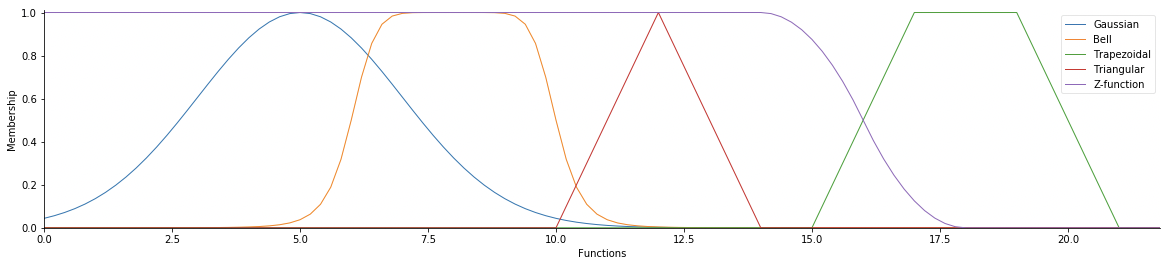 1.0
0.8
0.6
0.4
0.2
0.0
Membership
0.0 2.5 5.0 7.5 10.0 12.5 15.0 17.5 20.0
Functions
Gaussian
Bell
Trapezoidal
Triangular
Z-function